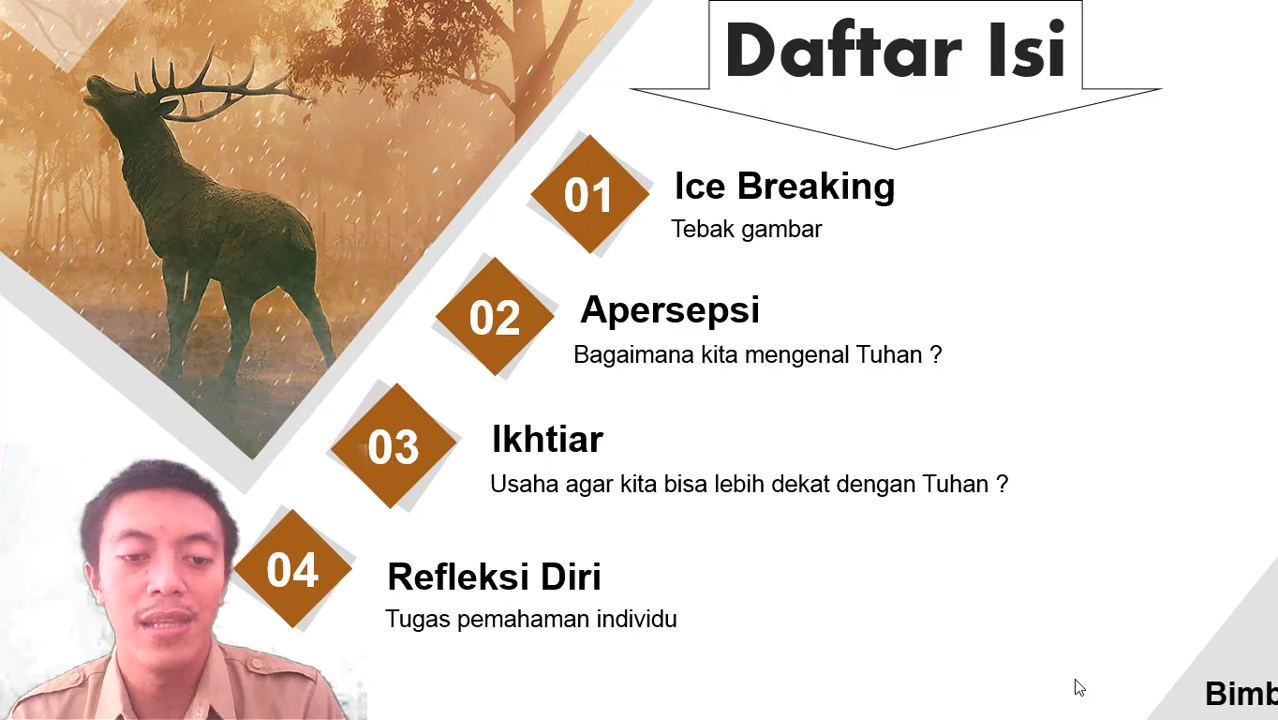 Daftar Isi
01
Ice Breaking
Tebak gambar
02
Apersepsi
Bagaimana kita mengenal Tuhan ?
03
Ikhtiar
Usaha agar kita bisa lebih dekat dengan Tuhan ?
04
Refleksi Diri
Tugas pemahaman individu